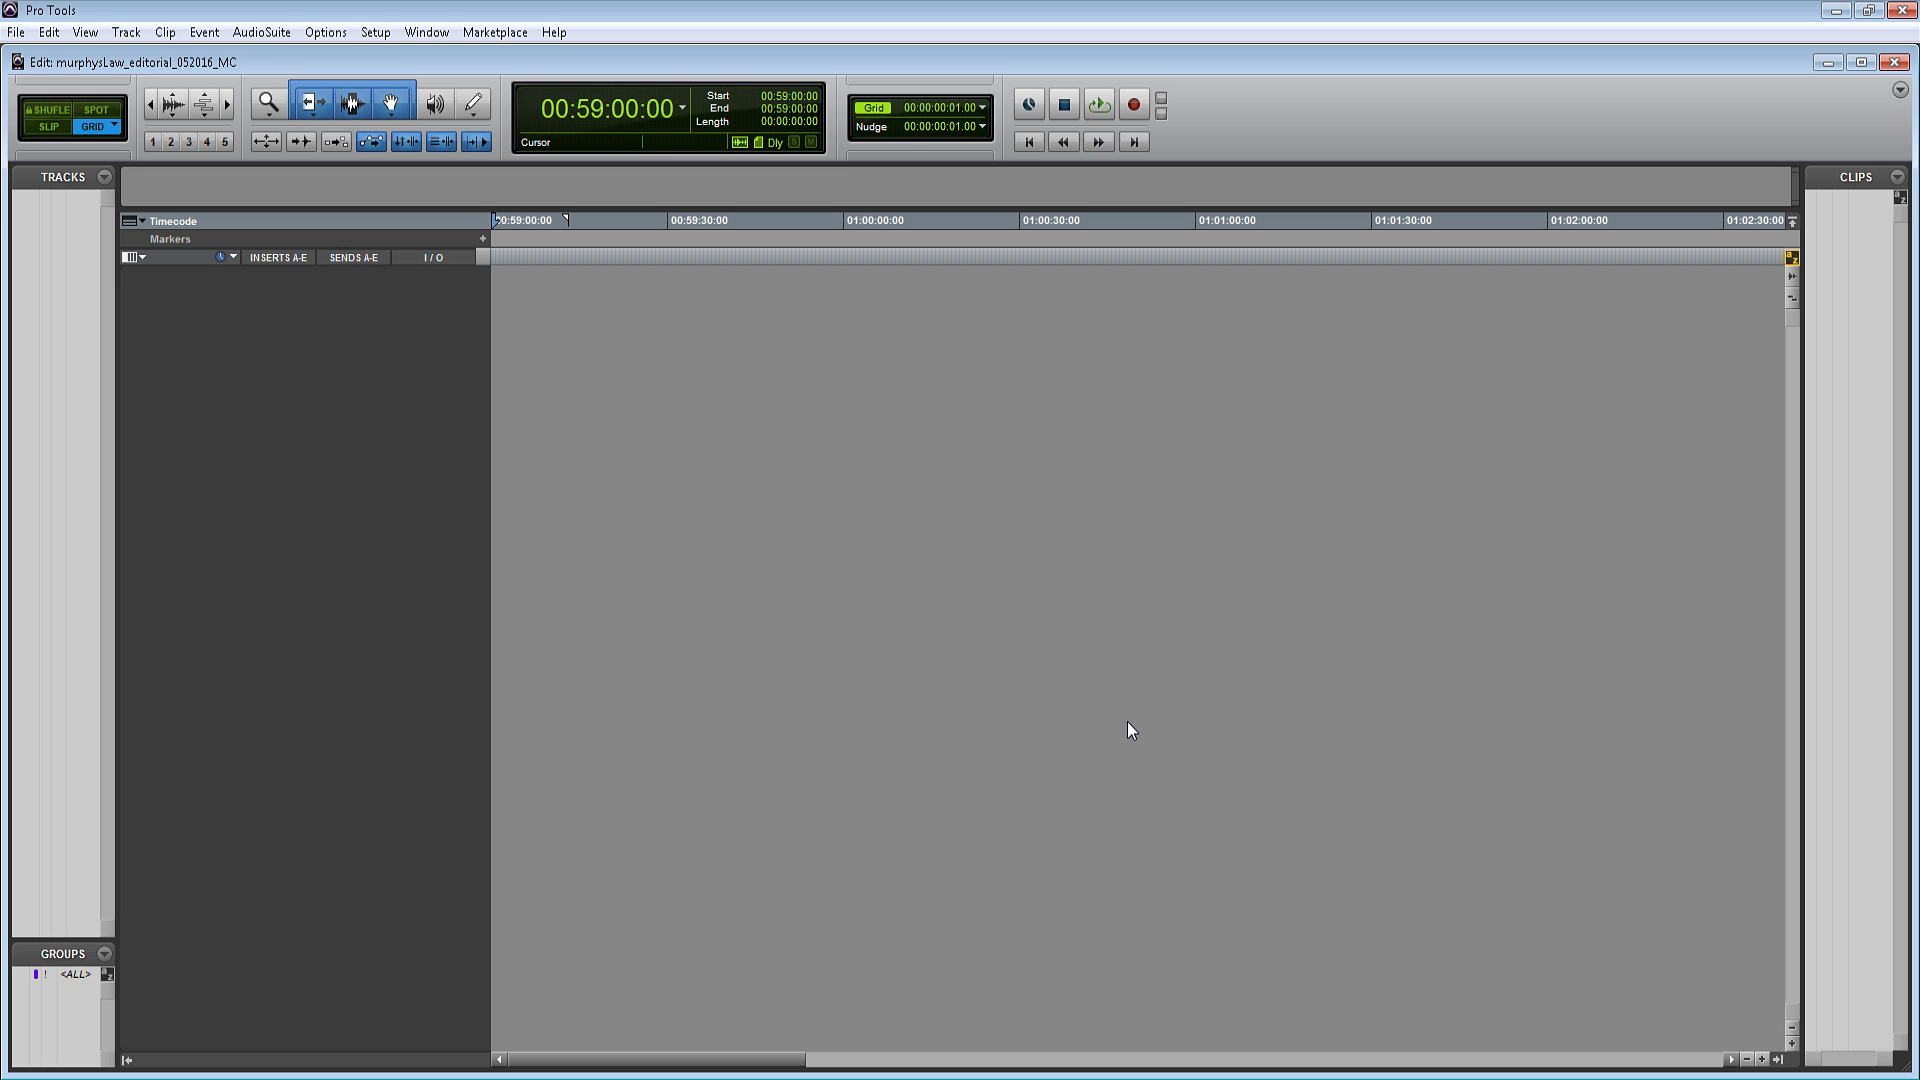 Pro Tools
File Edit View Track Clip Event AudioSuite Options Setup Window Marketplace Help
Edit: murphysLaw_editorial_052016_MC
SHUFFLE SPOT
SLIP GRID
1 2 3 4 5
00:59:00:00
Start 00:59:00:00
End 00:59:00:00
Length 00:00:00:00
Cursor
Dly S M
Grid 00:00:00:01.00
Nudge 00:00:00:01.00
TRACKS
CLIPS
Timecode
00:59:00:00 00:59:30:00 01:00:00:00 01:00:30:00 01:01:00:00 01:01:30:00 01:02:00:00 01:02:30:00
Markers
INSERTS A-E SENDS A-E I / O
a z
GROUPS
! <ALL> a z